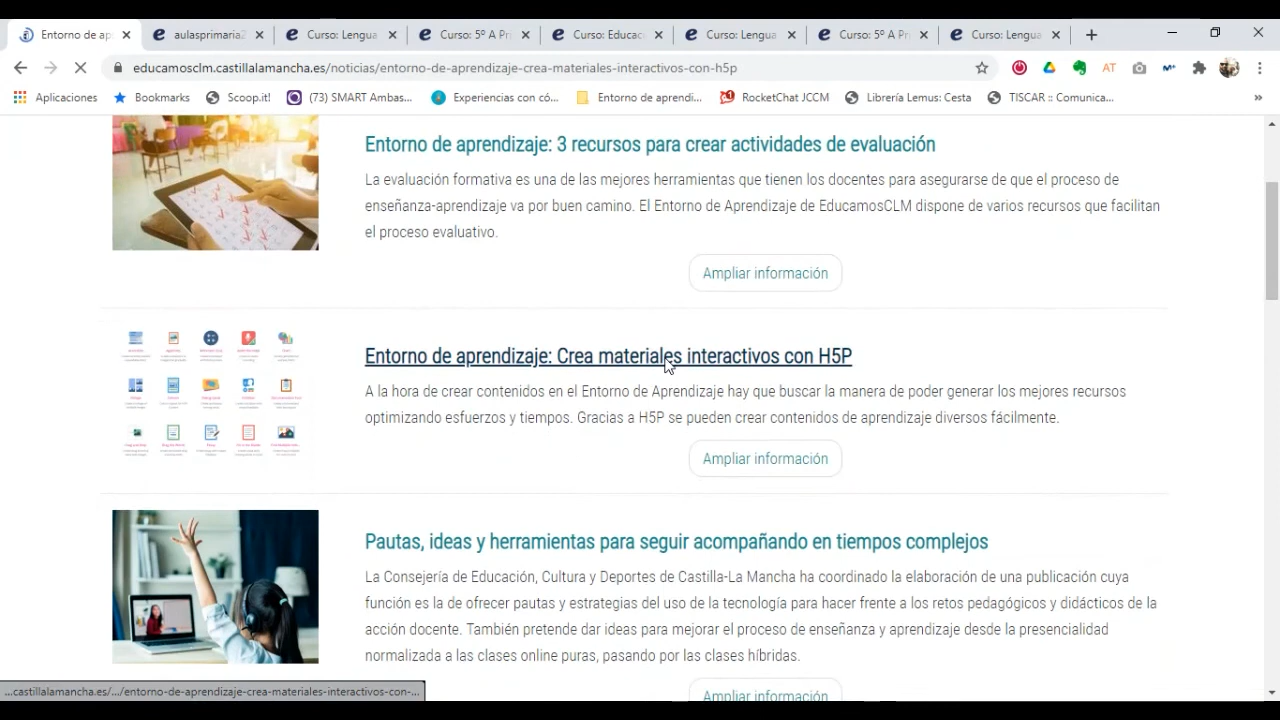 Entorno de ap
aulasprimaria2
Curso: Lengua
Curso: 5º A Pr
Curso: Educac
Curso: Lengua
Curso: 5º A Pr
Curso: Lengua
educamosclm.castillalamancha.es/noticias/entorno-de-aprendizaje-crea-materiales-interactivos-con-h5p
Aplicaciones
Bookmarks
Scoop.it!
(73) SMART Ambas...
Experiencias con có...
Entorno de aprendi...
RocketChat JCCM
Librería Lemus: Cesta
TISCAR :: Comunica...
Entorno de aprendizaje: 3 recursos para crear actividades de evaluación
La evaluación formativa es una de las mejores herramientas que tienen los docentes para asegurarse de que el proceso de
enseñanza-aprendizaje va por buen camino. El Entorno de Aprendizaje de EducamosCLM dispone de varios recursos que facilitan
el proceso evaluativo.
Ampliar información
Entorno de aprendizaje: Crea materiales interactivos con H5P
A la hora de crear contenidos en el Entorno de Aprendizaje hay que buscar la manera de poder generar los mejores recursos
optimizando esfuerzos y tiempos. Gracias a H5P se pueden crear contenidos de aprendizaje diversos fácilmente.
Ampliar información
Pautas, ideas y herramientas para seguir acompañando en tiempos complejos
La Consejería de Educación, Cultura y Deportes de Castilla-La Mancha ha coordinado la elaboración de una publicación cuya
función es la de ofrecer pautas y estrategias del uso de la tecnología para hacer frente a los retos pedagógicos y didácticos de la
acción docente. También pretende dar ideas para mejorar el proceso de enseñanza y aprendizaje desde la presencialidad
normalizada a las clases online puras, pasando por las clases híbridas.
Ampliar información
...castillalamancha.es/.../entorno-de-aprendizaje-crea-materiales-interactivos-con-...